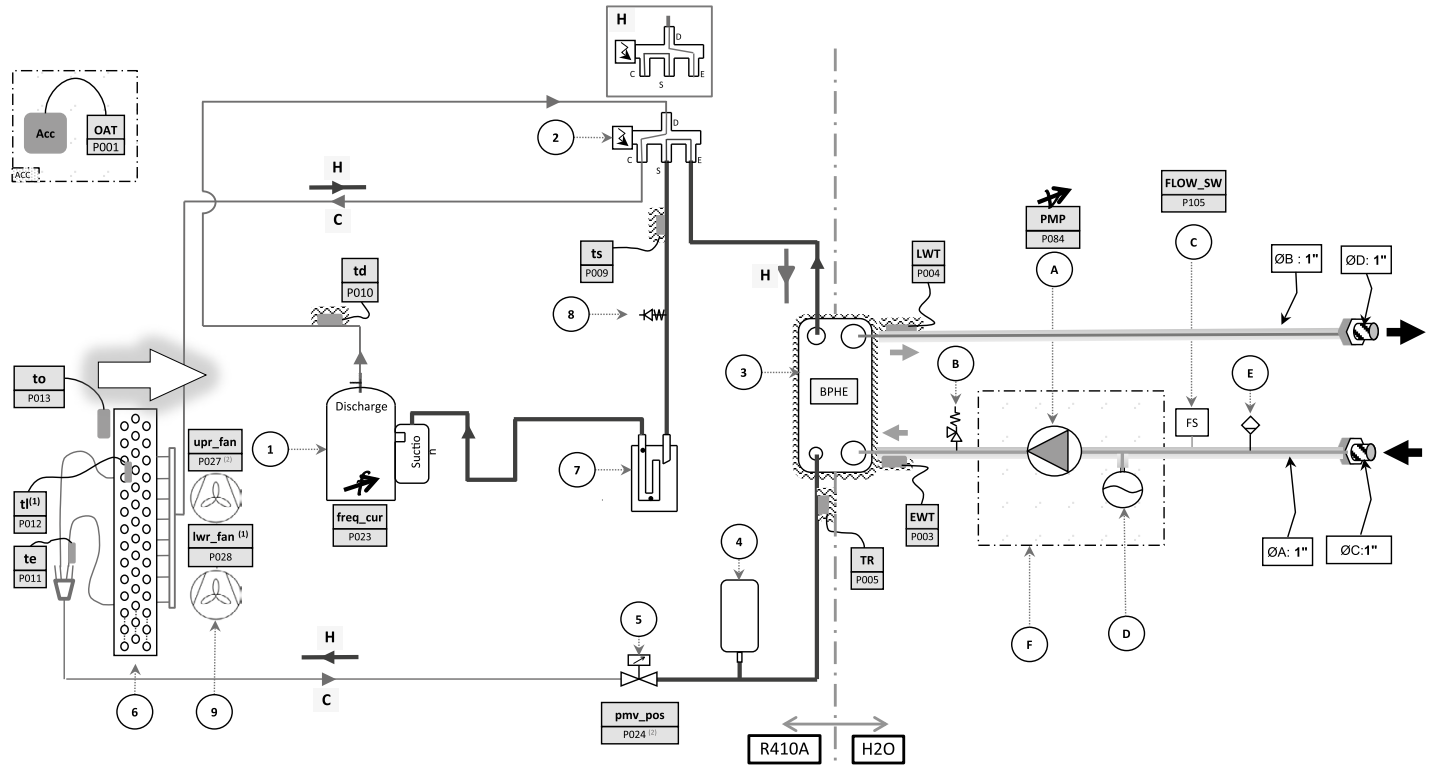 H
D
C
E
S
Acc
OAT
P001
ACC
2
D
C
S
E
H
C
ts
P009
td
P010
8
H
LWT
P004
PMP
P084
A
FLOW_SW
P105
C
ØB : 1"
ØD: 1"
to
P013
3
BPHE
B
E
Discharge
Suctio
n
1
upr_fan
P027 (2)
7
FS
tl(1)
P012
freq_cur
P023
lwr_fan (1)
P028
te
P011
EWT
P003
TR
P005
4
ØA: 1"
ØC:1"
5
H
C
F
D
6
9
pmv_pos
P024 (2)
R410A
H2O